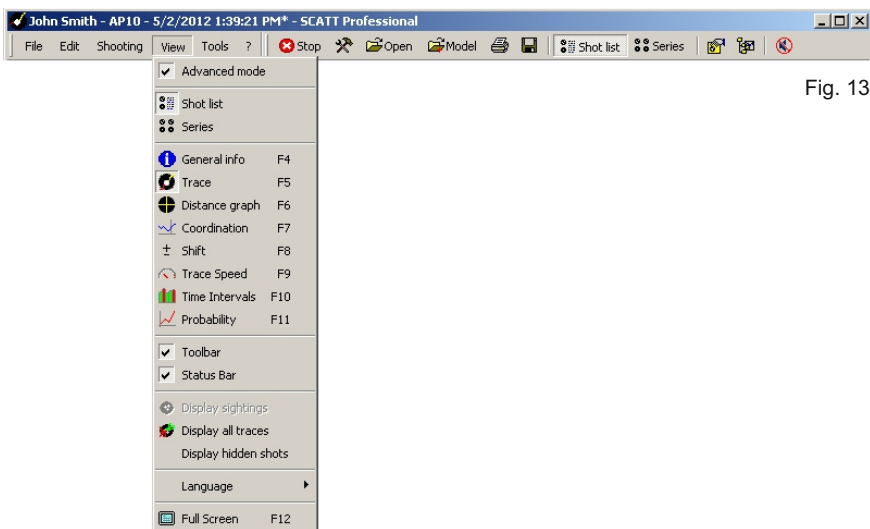 John Smith - AP10 - 5/2/2012 1:39:21 PM* - SCATT Professional
File Edit Shooting View Tools ? Stop Open Model Shot list Series
Fig. 13
Advanced mode
Shot list
Series
General info F4
Trace F5
Distance graph F6
Coordination F7
± Shift F8
Trace Speed F9
Time Intervals F10
Probability F11
Toolbar
Status Bar
Display sightings
Display all traces
Display hidden shots
Language
Full Screen F12